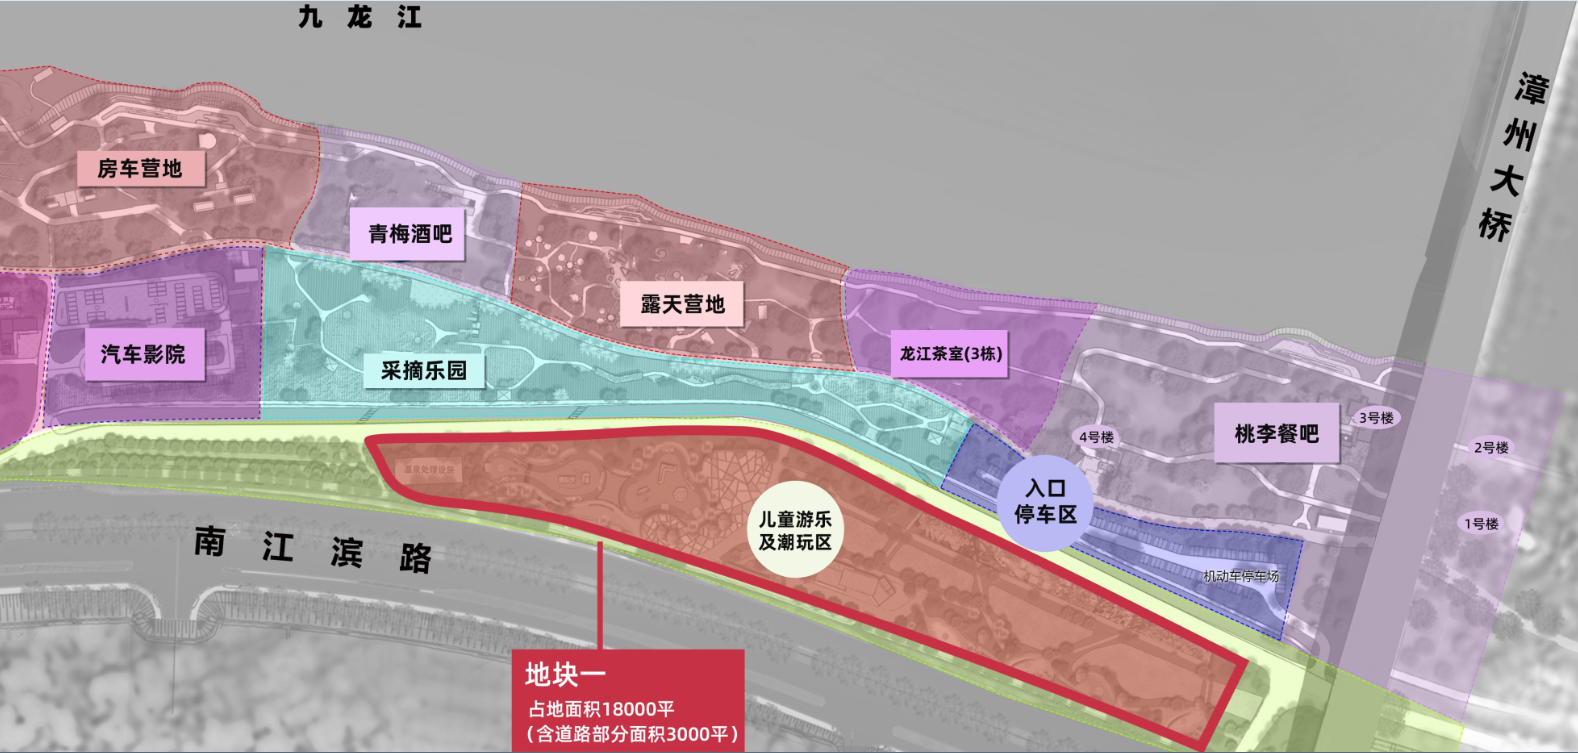 九龙江
漳州大桥
房车营地
青梅酒吧
露天营地
汽车影院
采摘乐园
龙江茶室(3栋)
3号楼
4号楼
桃李餐吧
2号楼
入口
停车区
1号楼
儿童游乐
及潮玩区
南江滨路
机动车停车场
地块一
占地面积18000平
(含道路部分面积3000平)